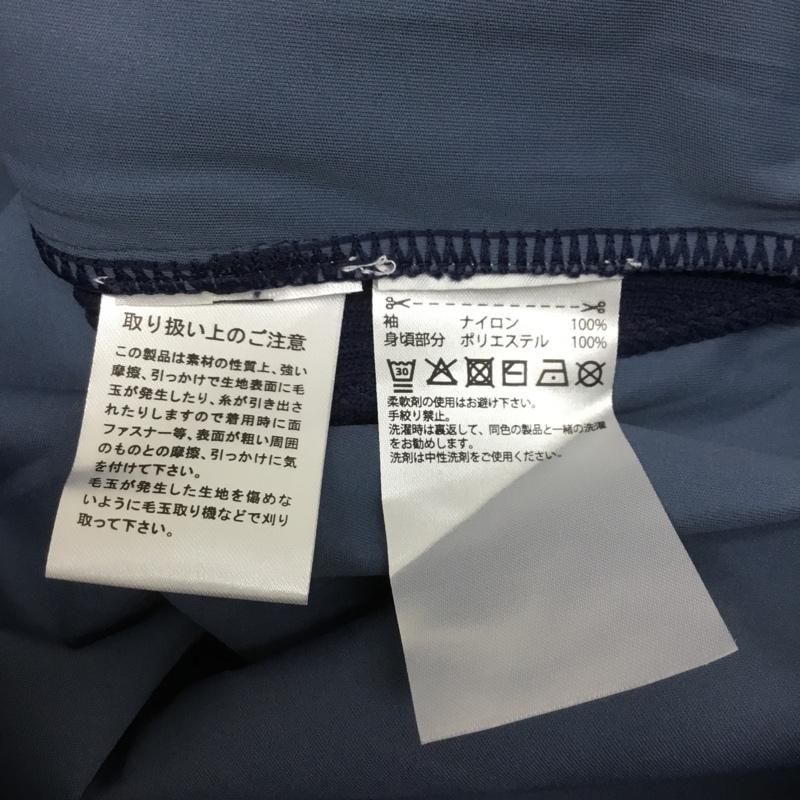 取り扱い上のご注意
この製品は素材の性質上、強い
摩擦、引っかけで生地表面に毛
玉が発生したり、糸が引き出さ
れたりしますので着用時に面
ファスナー等、表面が粗い周囲
のものとの摩擦、引っかけに気
を付けて下さい。
毛玉が発生した生地を傷めな
いように毛玉取り機などで刈り
取って下さい。
袖 ナイロン 100%
身頃部分 ポリエステル 100%
30
柔軟剤の使用はお避け下さい。
手絞り禁止。
洗濯時は裏返して、同色の製品と一緒の洗濯
をお勧めします。
洗剤は中性洗剤をご使用ください。